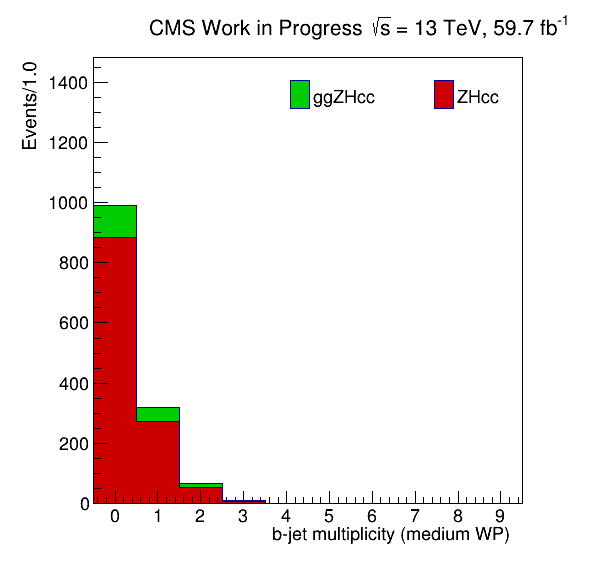 CMS Work in Progress √s = 13 TeV, 59.7 fb⁻¹
Events/1.0
ggZHcc ZHcc
1400
1200
1000
800
600
400
200
0
0 1 2 3 4 5 6 7 8 9
b-jet multiplicity (medium WP)